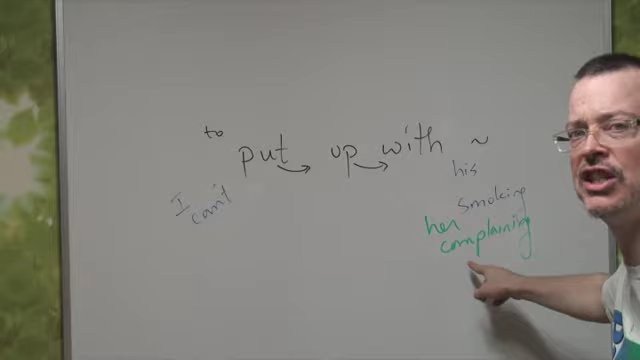 to
put up with ~
I can't
his
smoking
her
complaining